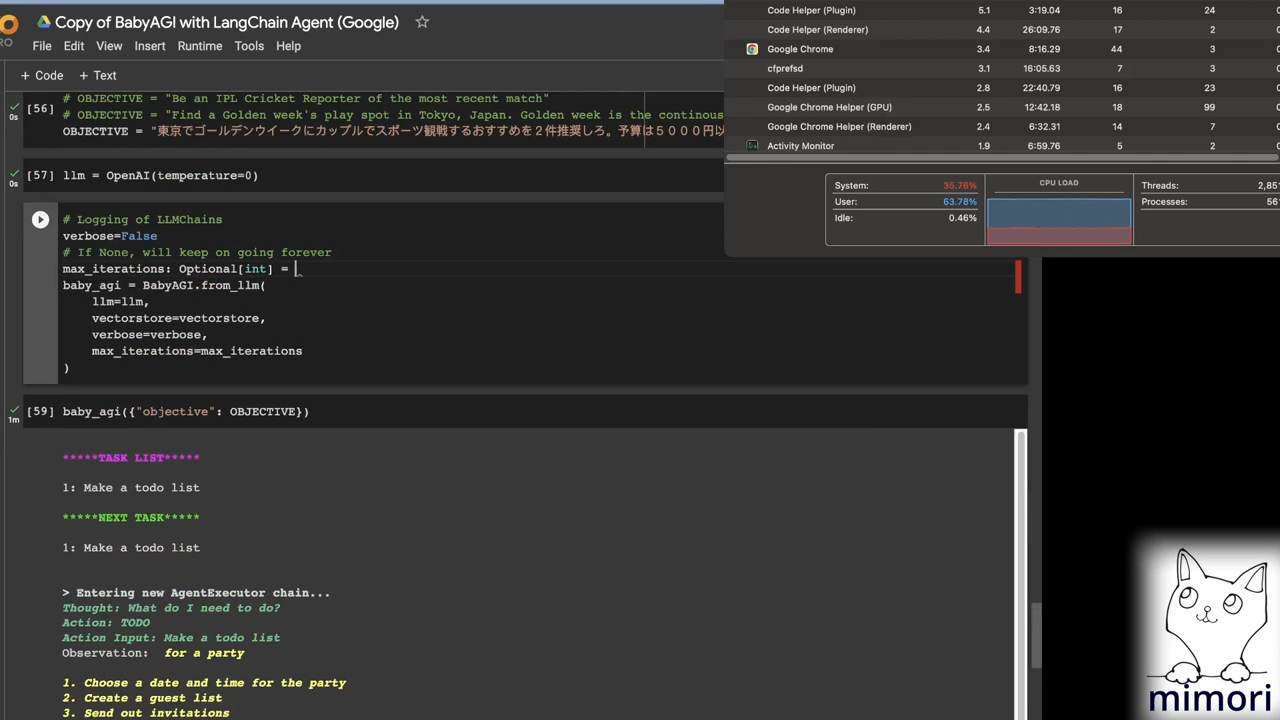 Copy of BabyAGI with LangChain Agent (Google)
File Edit View Insert Runtime Tools Help
+ Code + Text
[56]
0s
# OBJECTIVE = "Be an IPL Cricket Reporter of the most recent match"
# OBJECTIVE = "Find a Golden week's play spot in Tokyo, Japan. Golden week is the continous
OBJECTIVE = "東京でゴールデンウイークにカップルでスポーツ観戦するおすすめを２件推奨しろ。予算は５０００円以
[57] llm = OpenAI(temperature=0)
0s
# Logging of LLMChains
verbose=False
# If None, will keep on going forever
max_iterations: Optional[int] =
baby_agi = BabyAGI.from_llm(
llm=llm,
vectorstore=vectorstore,
verbose=verbose,
max_iterations=max_iterations
)
[59] baby_agi({"objective": OBJECTIVE})
1m
*****TASK LIST*****
1: Make a todo list
*****NEXT TASK*****
1: Make a todo list
> Entering new AgentExecutor chain...
Thought: What do I need to do?
Action: TODO
Action Input: Make a todo list
Observation: for a party
1. Choose a date and time for the party
2. Create a guest list
3. Send out invitations
Code Helper (Plugin) 5.1 3:19.04 16 24
Code Helper (Renderer) 4.4 26:09.76 17 2
Google Chrome 3.4 8:16.29 44 3
cfprefsd 3.1 16:05.63 7 3
Code Helper (Plugin) 2.8 22:40.79 16 23
Google Chrome Helper (GPU) 2.5 12:42.18 18 99
Google Chrome Helper (Renderer) 2.4 6:32.31 14 7
Activity Monitor 1.9 6:59.76 5 2
System: 35.76%
User: 63.78%
Idle: 0.46%
CPU LOAD
Threads: 2,85
Processes: 56
mimori